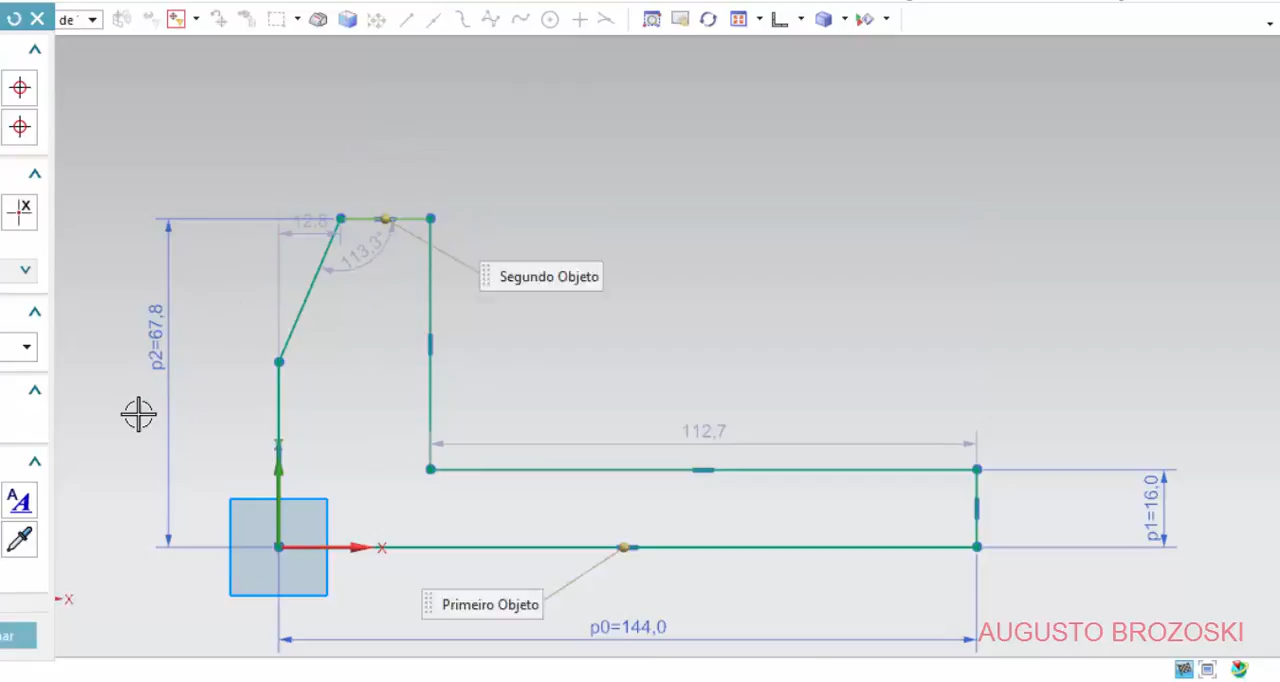 de
X
12,8
113,3°
Segundo Objeto
p2=67,8
112,7
p1=16,0
X
X
Primeiro Objeto
X
p0=144,0
AUGUSTO BROZOSKI
A
A
ar